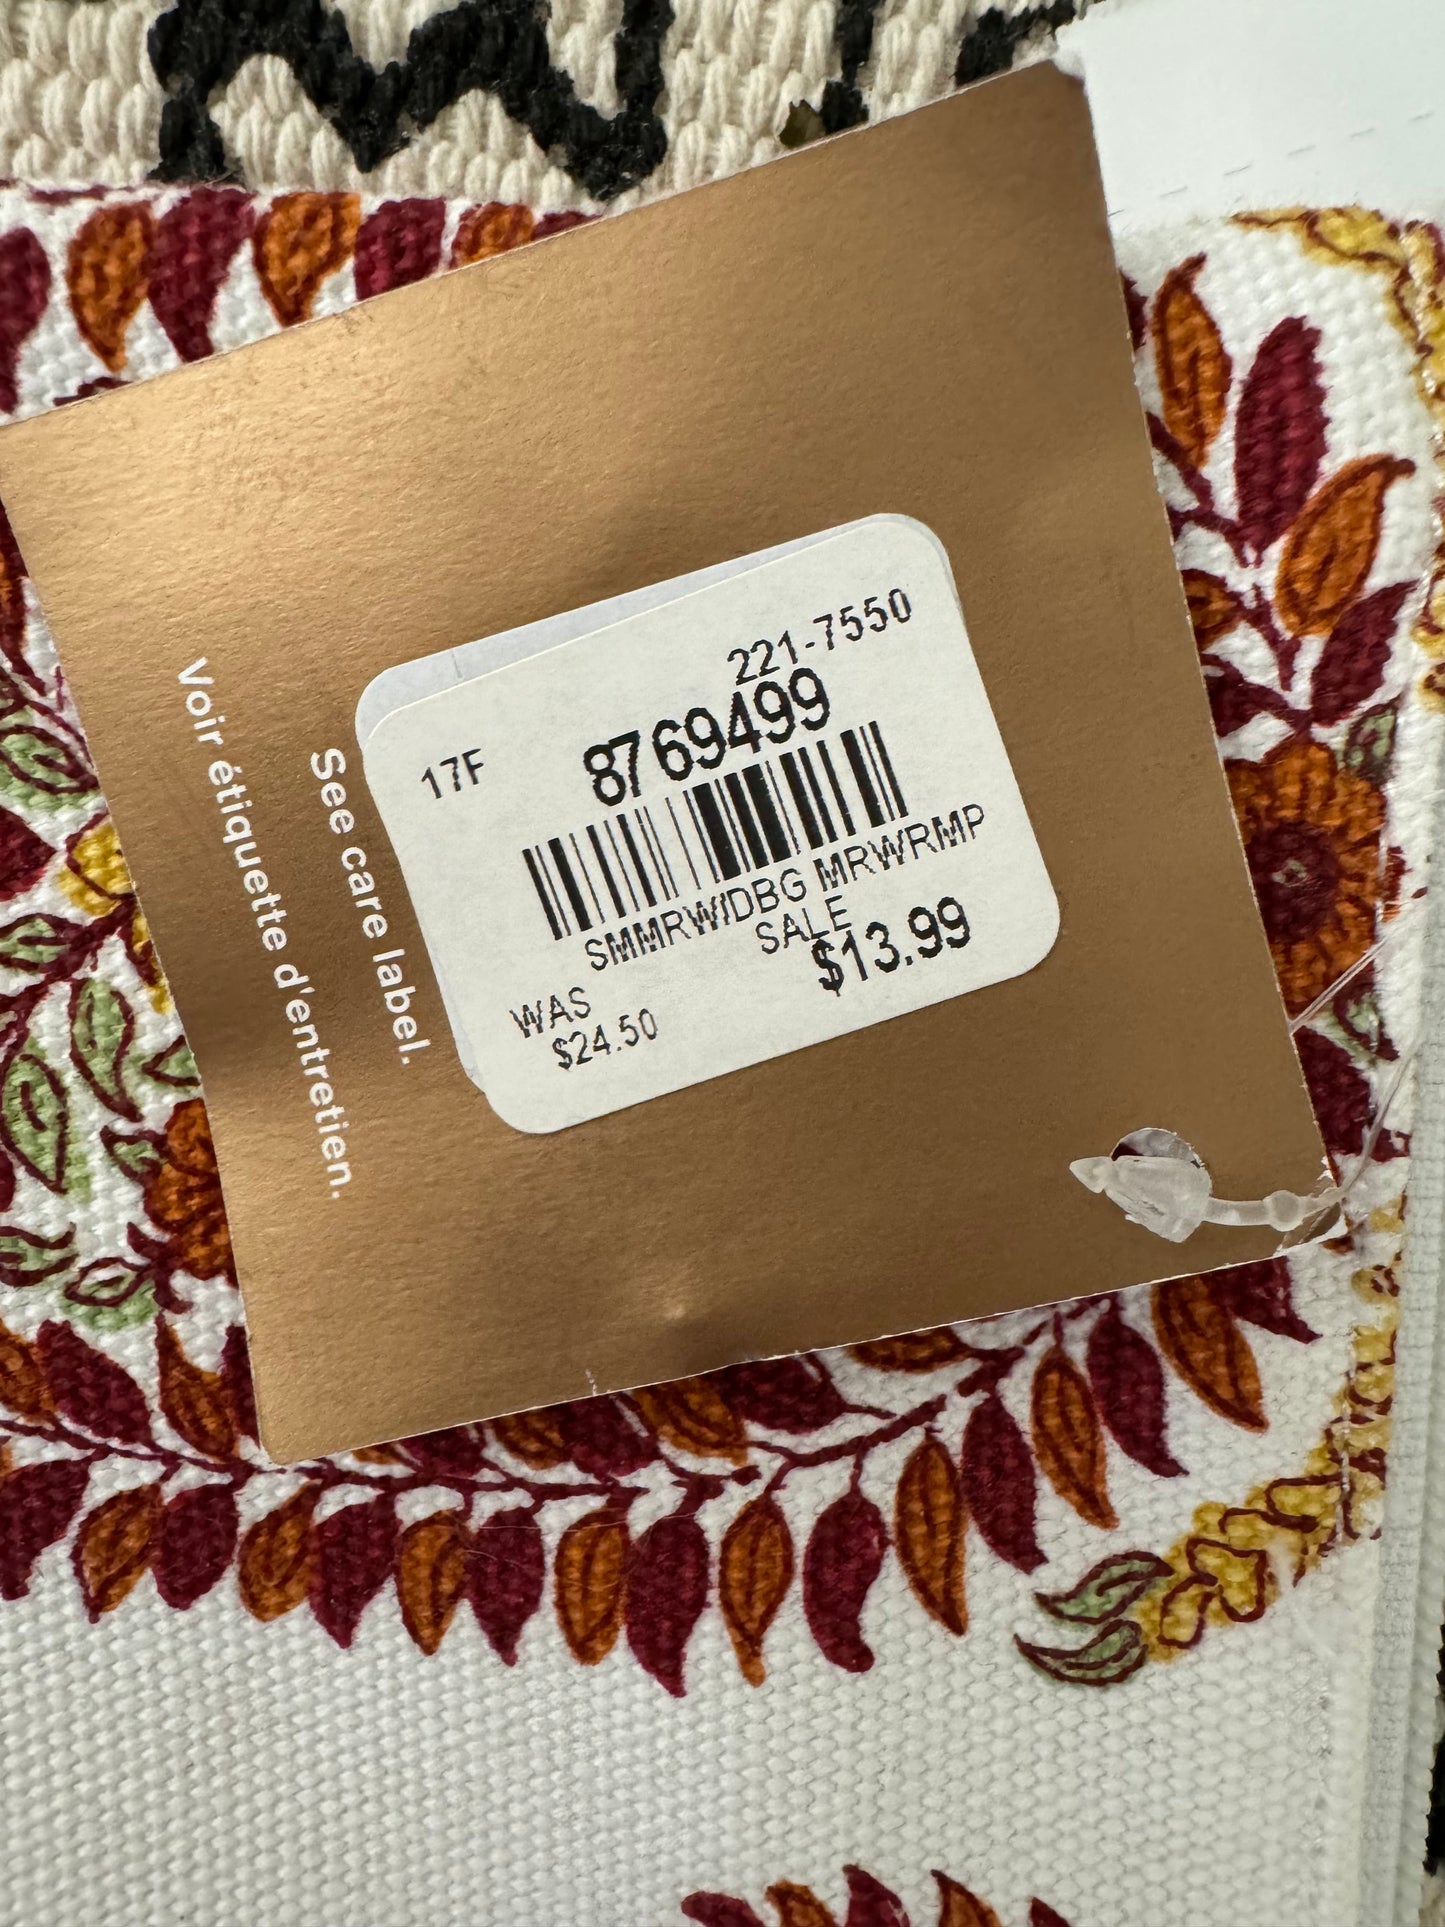 221-7550
17F
8769499
SMMRWIDBG MRWRMP
SALE
$13.99
WAS
$24.50
See care label.
Voir étiquette d'entretien.